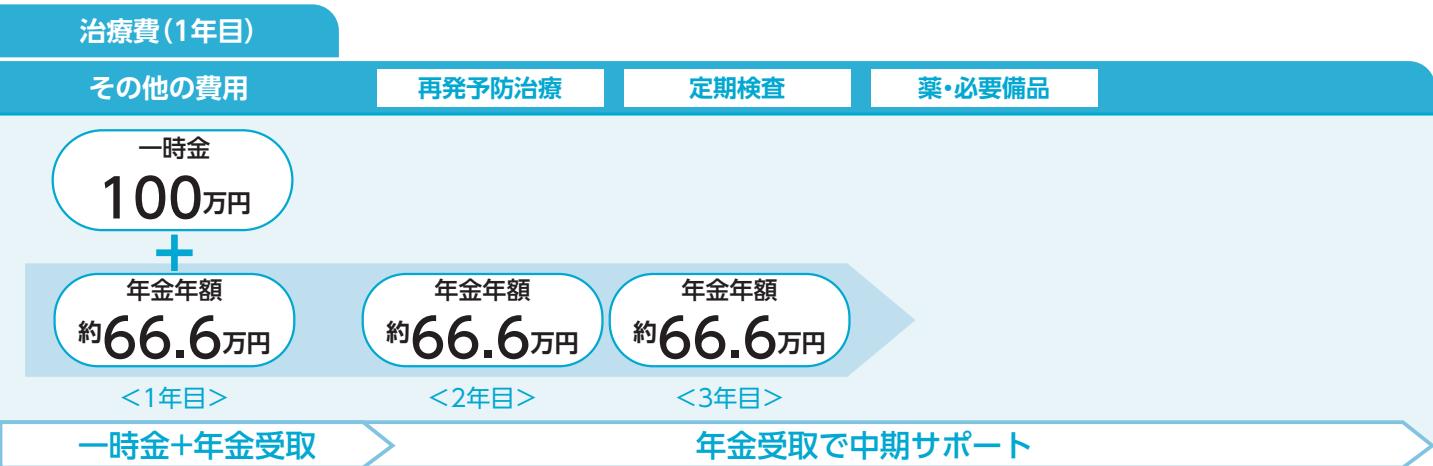 治療費(1年目)
その他の費用
再発予防治療
定期検査
薬・必要備品
一時金
100万円
+
年金年額
約66.6万円
年金年額
約66.6万円
年金年額
約66.6万円
<1年目>
<2年目>
<3年目>
一時金+年金受取
年金受取で中期サポート